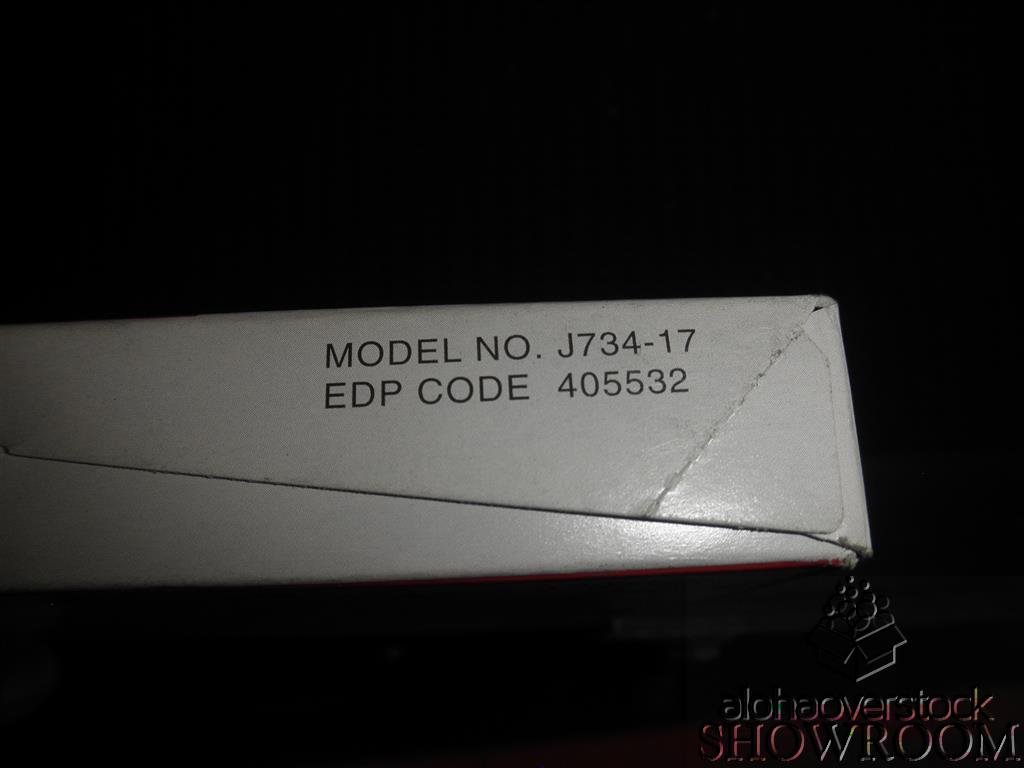 MODEL NO. J734-17
EDP CODE 405532
alohaoverstock
SHOWROOM